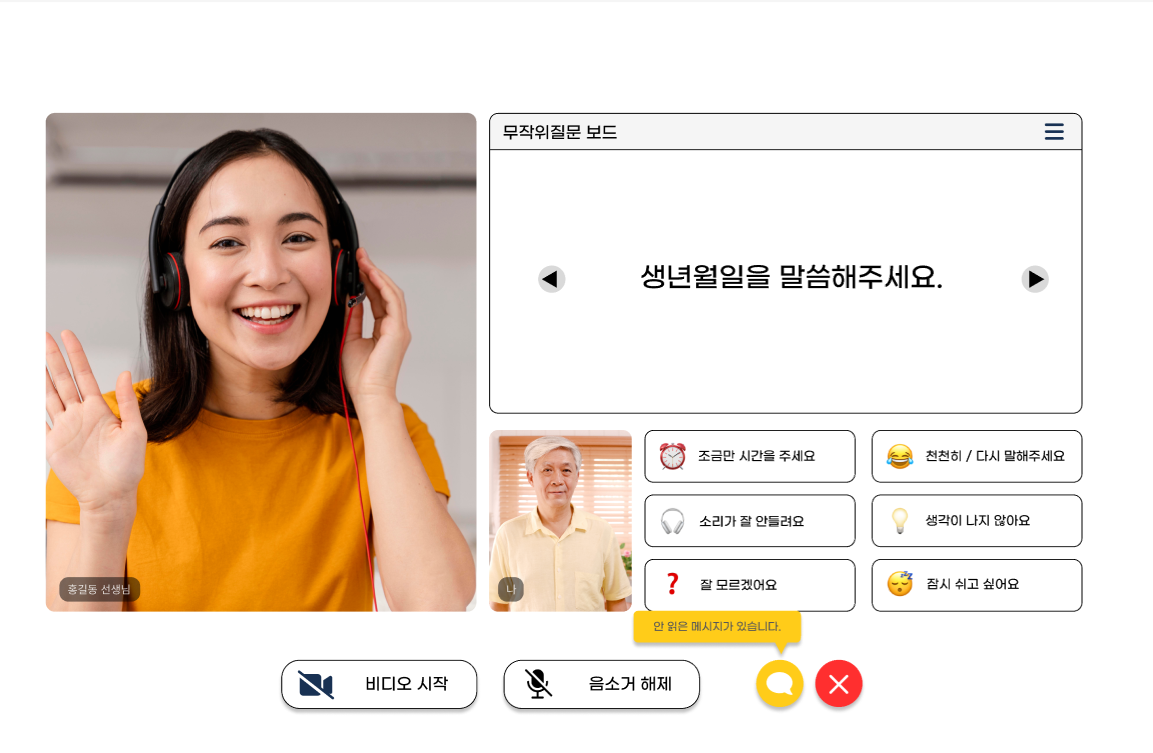 무작위질문 보드
생년월일을 말씀해주세요.
홍길동 선생님
나
조금만 시간을 주세요
천천히 / 다시 말해주세요
소리가 잘 안들려요
생각이 나지 않아요
잘 모르겠어요
잠시 쉬고 싶어요
안 읽은 메시지가 있습니다.
비디오 시작
음소거 해제